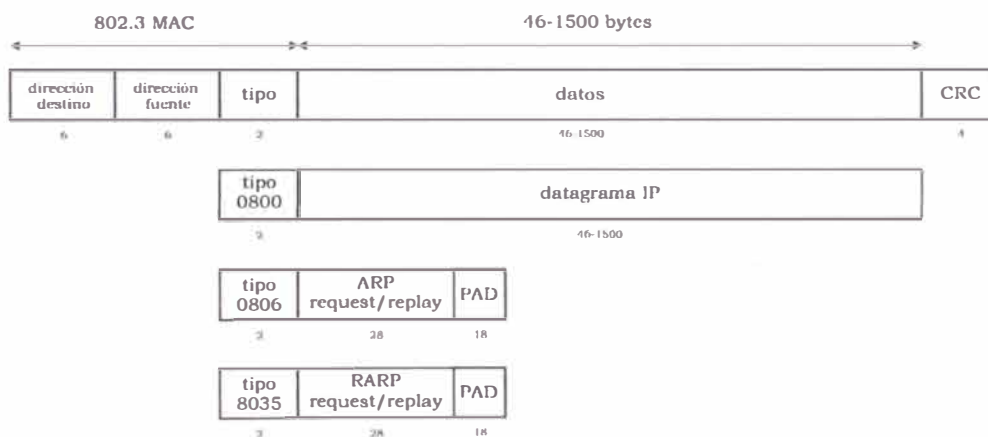 802.3 MAC 46-1500 bytes
dirección destino dirección fuente tipo datos CRC
6 6 2 46-1500 4
tipo 0800 datagrama IP
2 46-1500
tipo 0806 ARP request/replay PAD
2 28 18
tipo 8035 RARP request/replay PAD
2 28 18